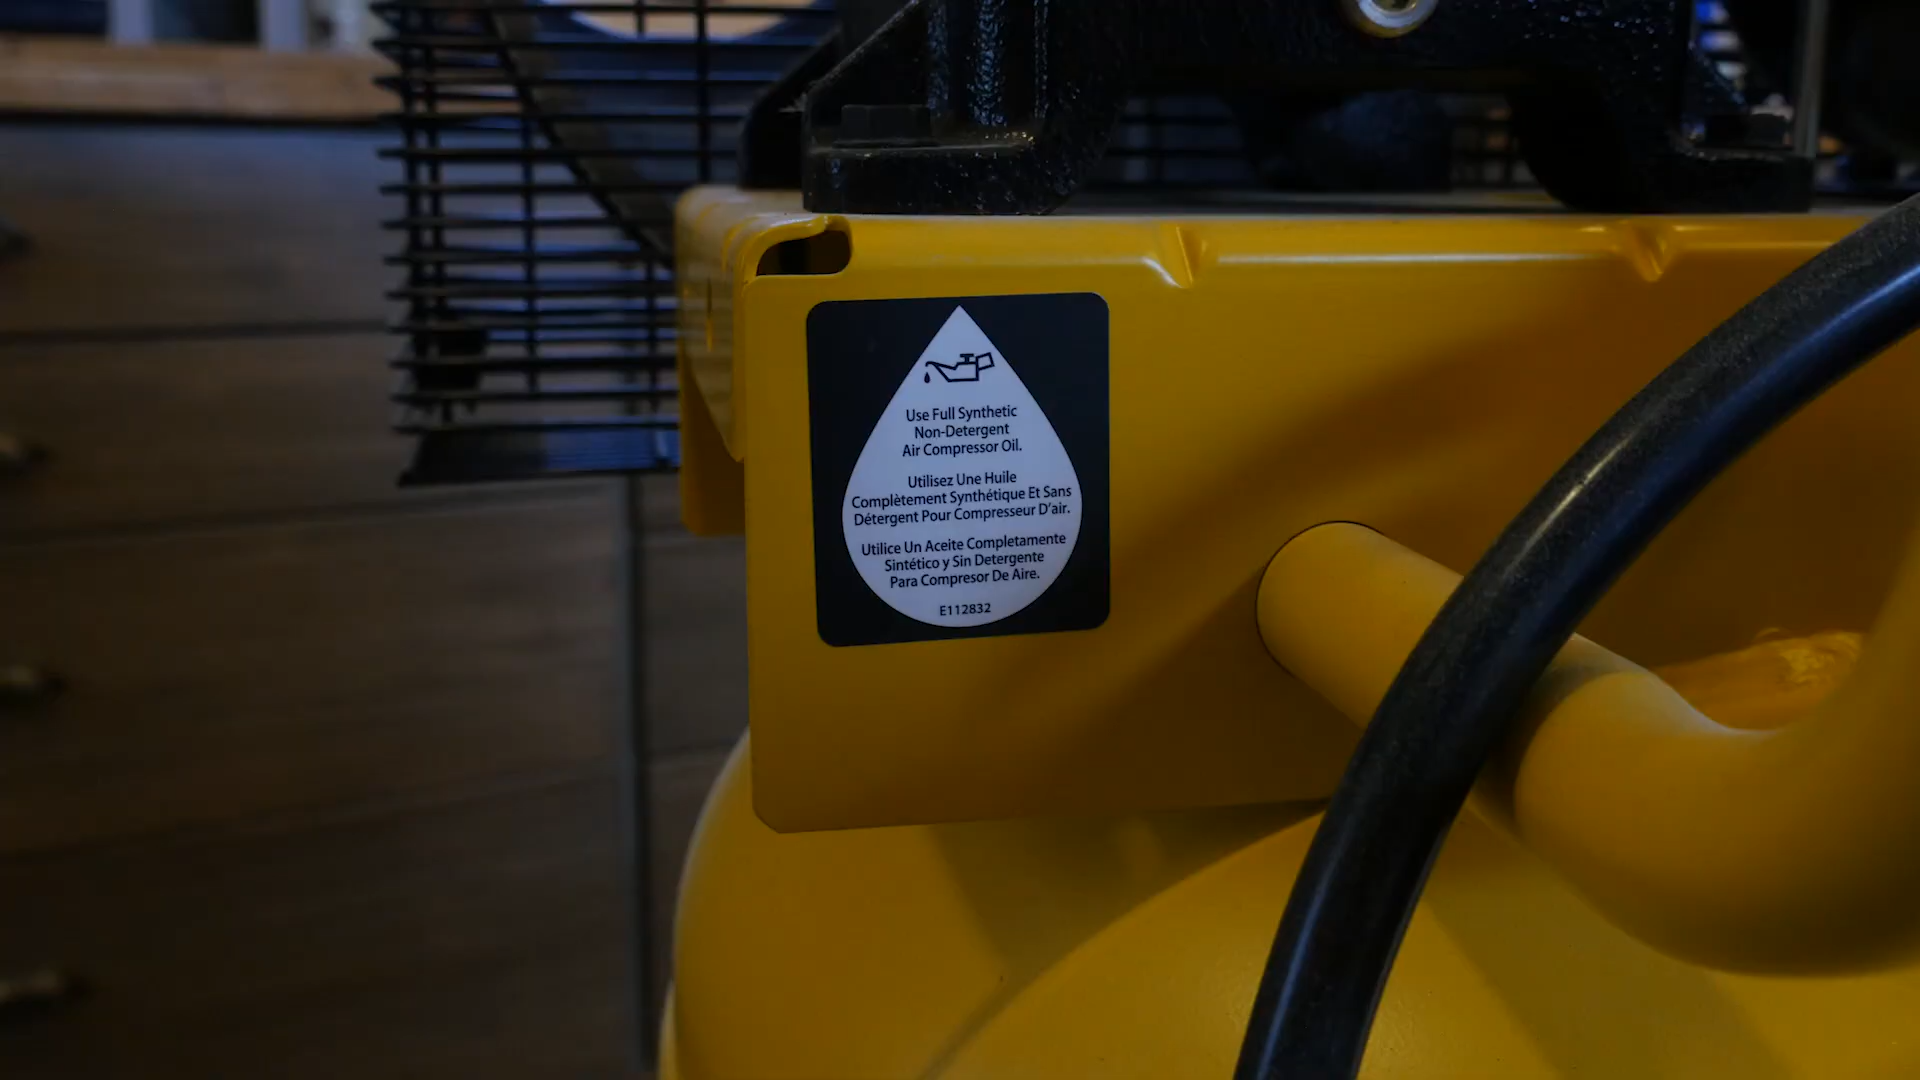 Use Full Synthetic
Non-Detergent
Air Compressor Oil.
Utilisez Une Huile
Complètement Synthétique Et Sans
Détergent Pour Compresseur D'air.
Utilice Un Aceite Completamente
Sintético y Sin Detergente
Para Compresor De Aire.
E112832